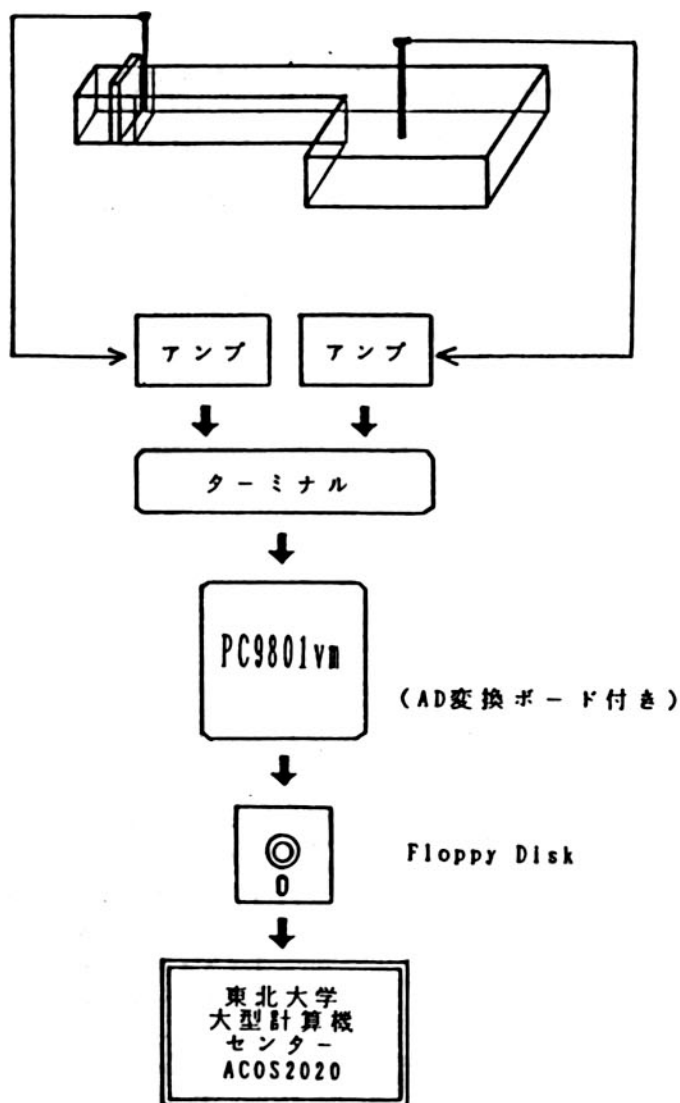 アンプ
アンプ
ターミナル
PC9801vm
(AD変換ボード付き)
Floppy Disk
東北大学
大型計算機
センター
ACOS2020